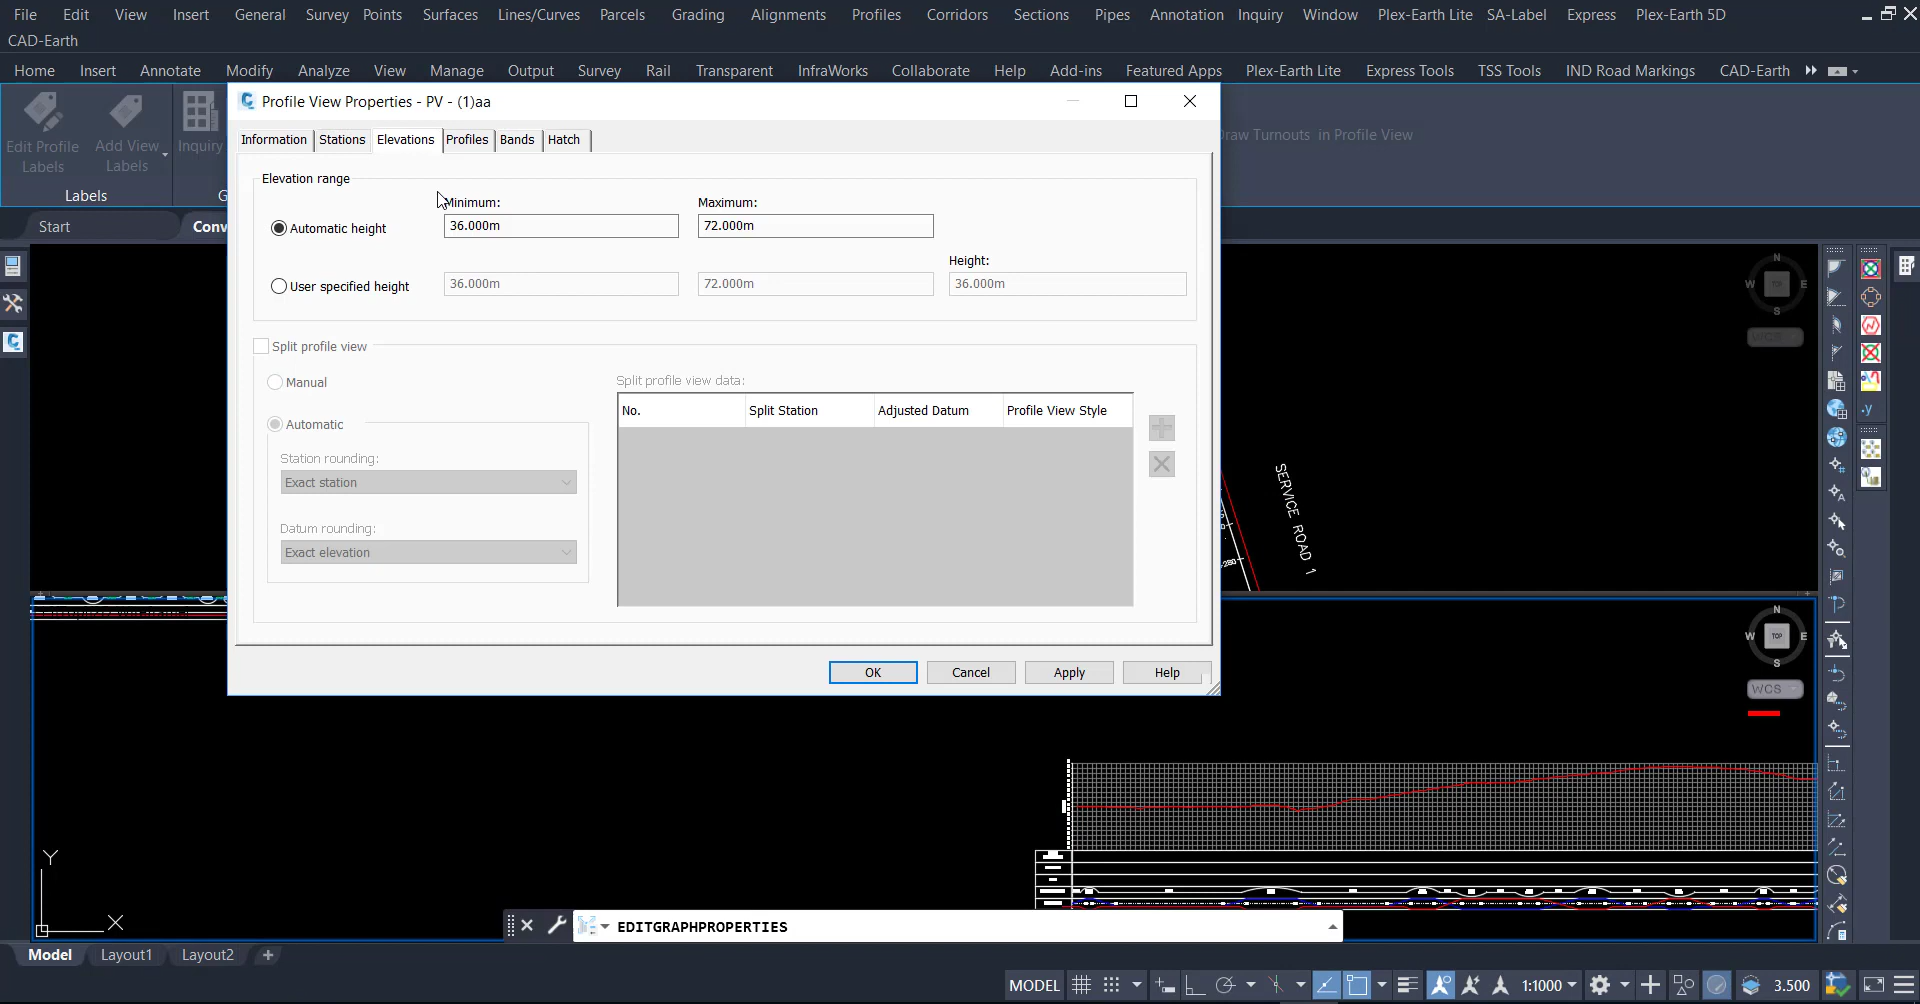 File Edit View Insert General Survey Points Surfaces Lines/Curves Parcels Grading Alignments Profiles Corridors Sections Pipes Annotation Inquiry Window Plex-Earth Lite SA-Label Express Plex-Earth 5D
CAD-Earth
Home Insert Annotate Modify Analyze View Manage Output Survey Rail Transparent InfraWorks Collaborate Help Add-ins Featured Apps Plex-Earth Lite Express Tools TSS Tools IND Road Markings CAD-Earth
Profile View Properties - PV - (1)aa
Edit Profile Labels
Add View Labels
Inquiry
raw Turnouts in Profile View
Labels
G
Start
Conv
Information Stations Elevations Profiles Bands Hatch
Elevation range
Minimum: Maximum:
Automatic height 36.000m 72.000m
Height:
User specified height 36.000m 72.000m 36.000m
Split profile view
Manual
Automatic
Station rounding:
Exact station
Datum rounding:
Exact elevation
Split profile view data:
No. Split Station Adjusted Datum Profile View Style
OK Cancel Apply Help
N
W TOP E
S
WCS
SERVICE ROAD 1
.y
N
W TOP E
S
WCS
Y
X
EDITGRAPHPROPERTIES
Model Layout1 Layout2 +
MODEL 1:1000 3.500